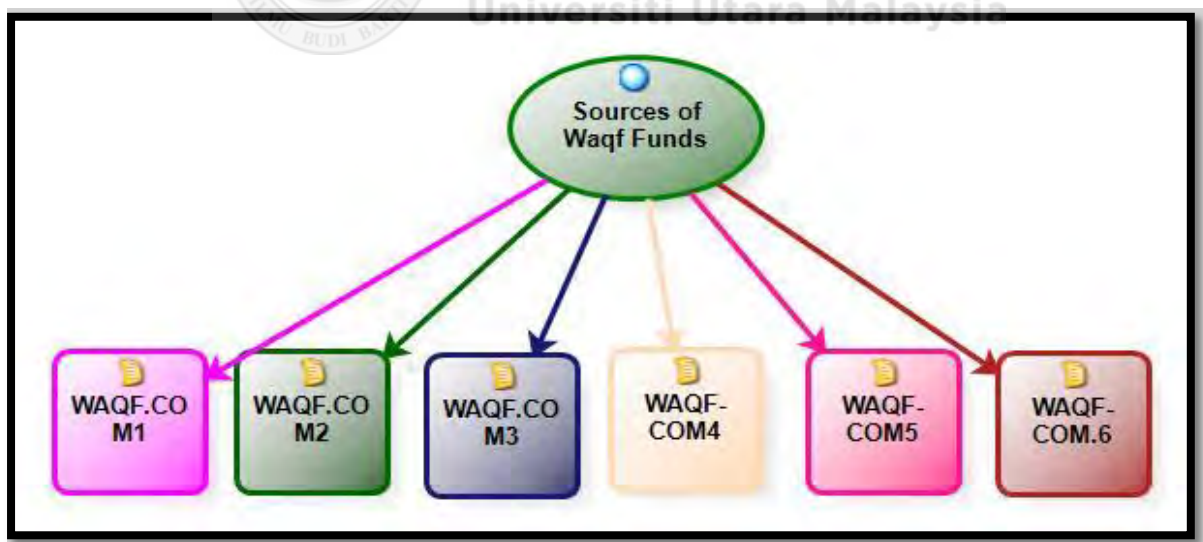 Universiti Utara Malaysia
BUDI
Sources of
Waqf Funds
WAQF.CO
M1
WAQF.CO
M2
WAQF.CO
M3
WAQF-
COM4
WAQF-
COM5
WAQF-
COM.6